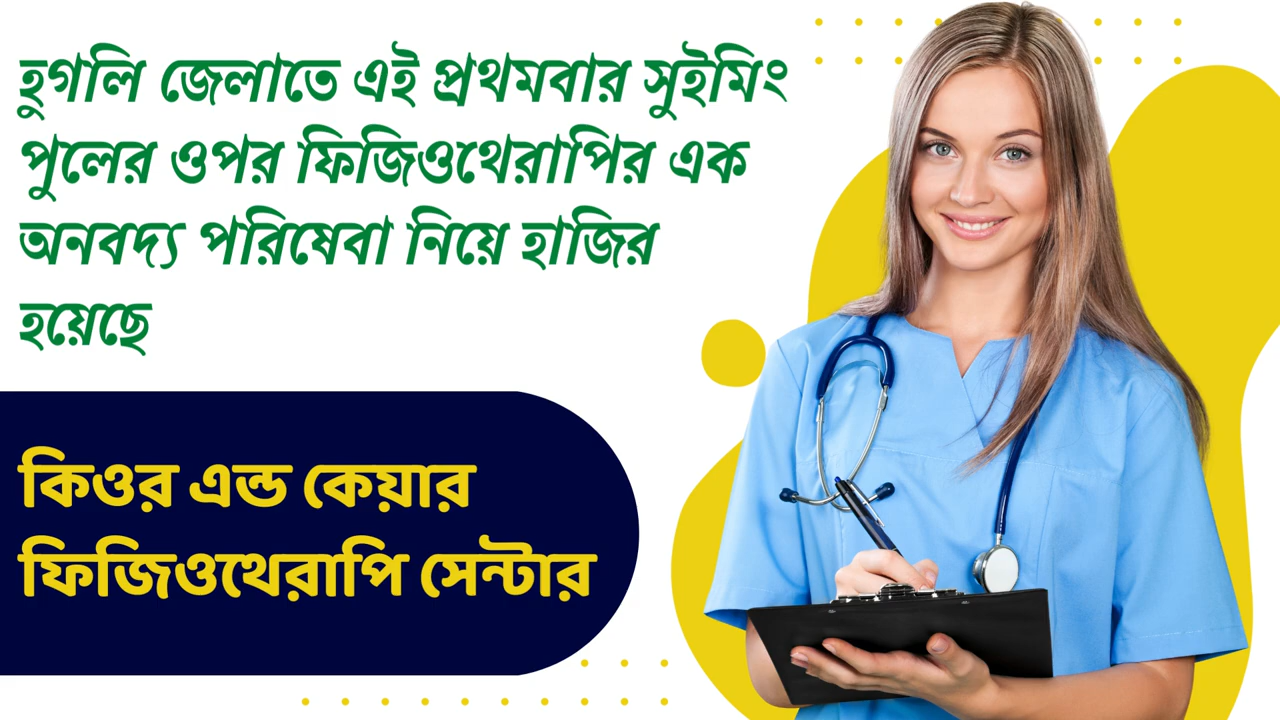 হুগলি জেলাতে এই প্রথমবার সুইমিং
পুলের ওপর ফিজিওথেরাপির এক
অনবদ্য পরিষেবা নিয়ে হাজির
হয়েছে
কিওর এন্ড কেয়ার
ফিজিওথেরাপি সেন্টার